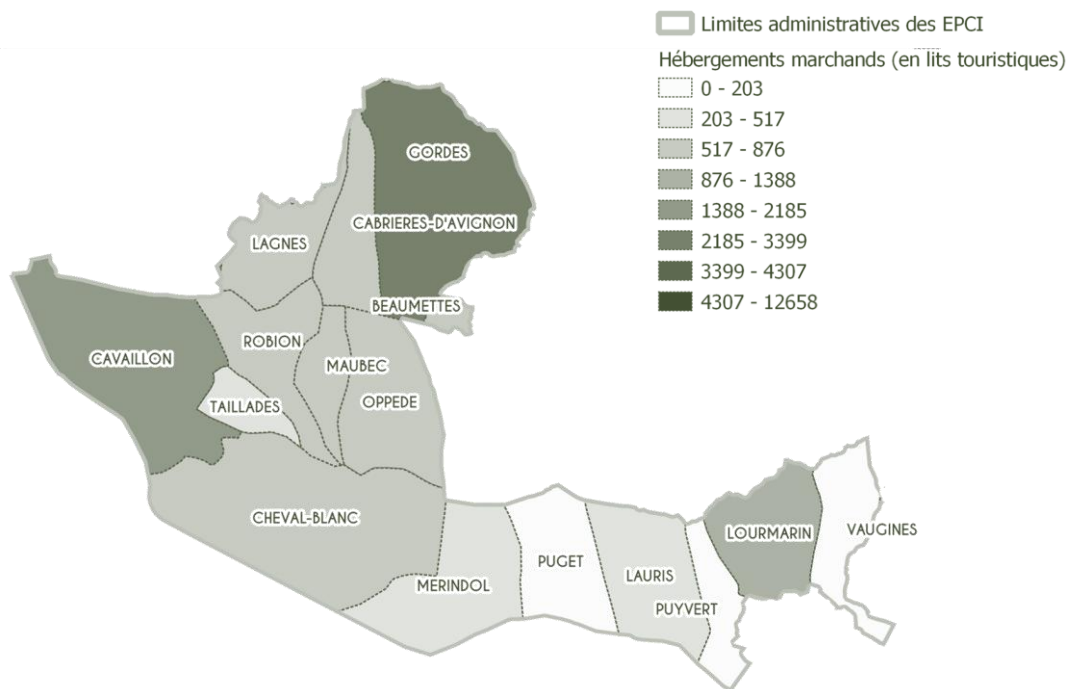 Limites administratives des EPCI
Hébergements marchands (en lits touristiques)
0 - 203
203 - 517
517 - 876
876 - 1388
1388 - 2185
2185 - 3399
3399 - 4307
4307 - 12658
GORDES
CABRIERES-D'AVIGNON
LAGNES
BEAUMETTES
ROBION
CAVAILLON
MAUBEC
OPPEDE
TAILLADES
CHEVAL-BLANC
LOURMARIN
VAUGINES
PUGET
LAURIS
MERINDOL
PUYVERT